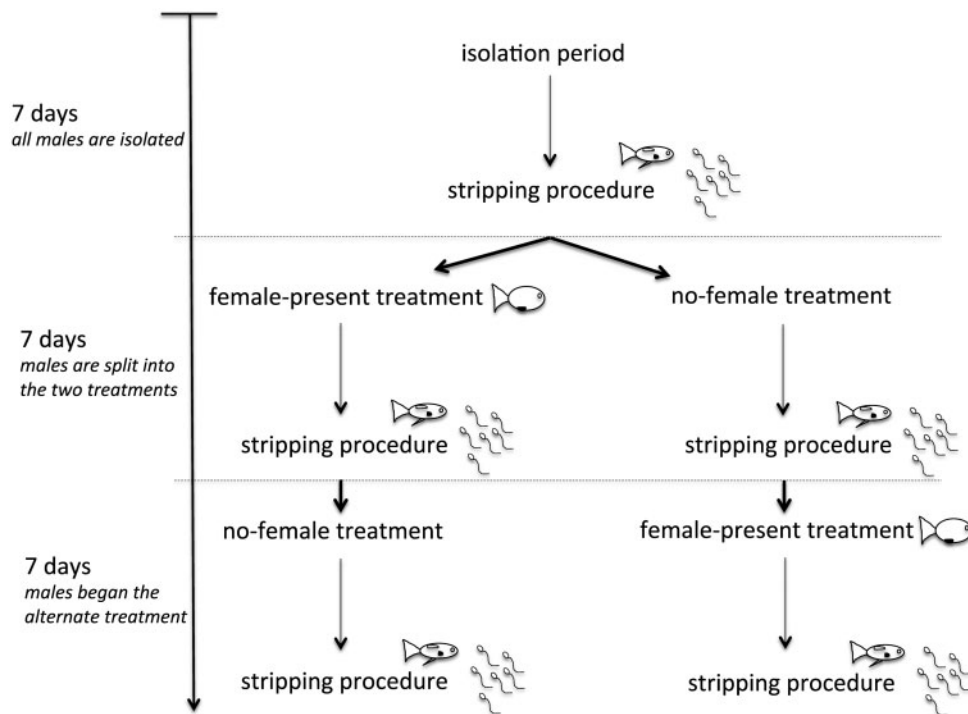 isolation period
7 days
all males are isolated
stripping procedure
female-present treatment
no-female treatment
7 days
males are split into
the two treatments
stripping procedure
stripping procedure
no-female treatment
female-present treatment
7 days
males began the
alternate treatment
stripping procedure
stripping procedure